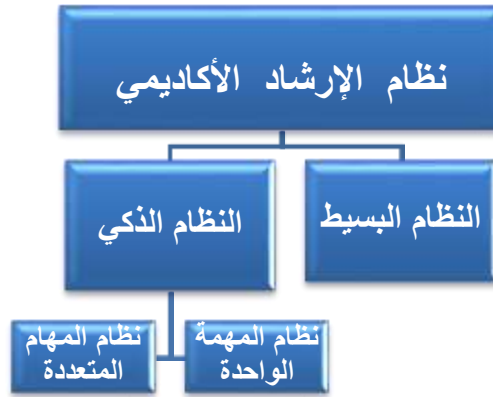 نظام الإرشاد الأكاديمي
النظام البسيط
النظام الذكي
نظام المهمة
الواحدة
نظام المهام
المتعددة